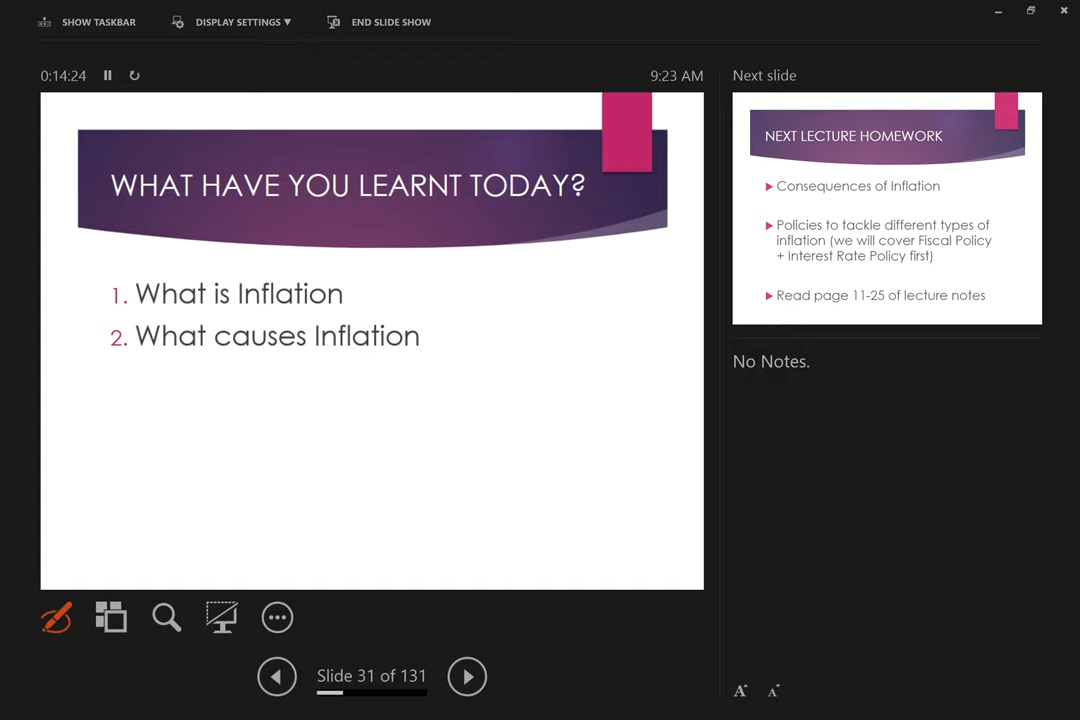 SHOW TASKBAR
DISPLAY SETTINGS ▼
END SLIDE SHOW
0:14:24
9:23 AM
WHAT HAVE YOU LEARNT TODAY?
1. What is Inflation
2. What causes Inflation
Next slide
NEXT LECTURE HOMEWORK
Consequences of Inflation
Policies to tackle different types of
inflation (we will cover Fiscal Policy
+ Interest Rate Policy first)
Read page 11-25 of lecture notes
No Notes.
Slide 31 of 131
A A